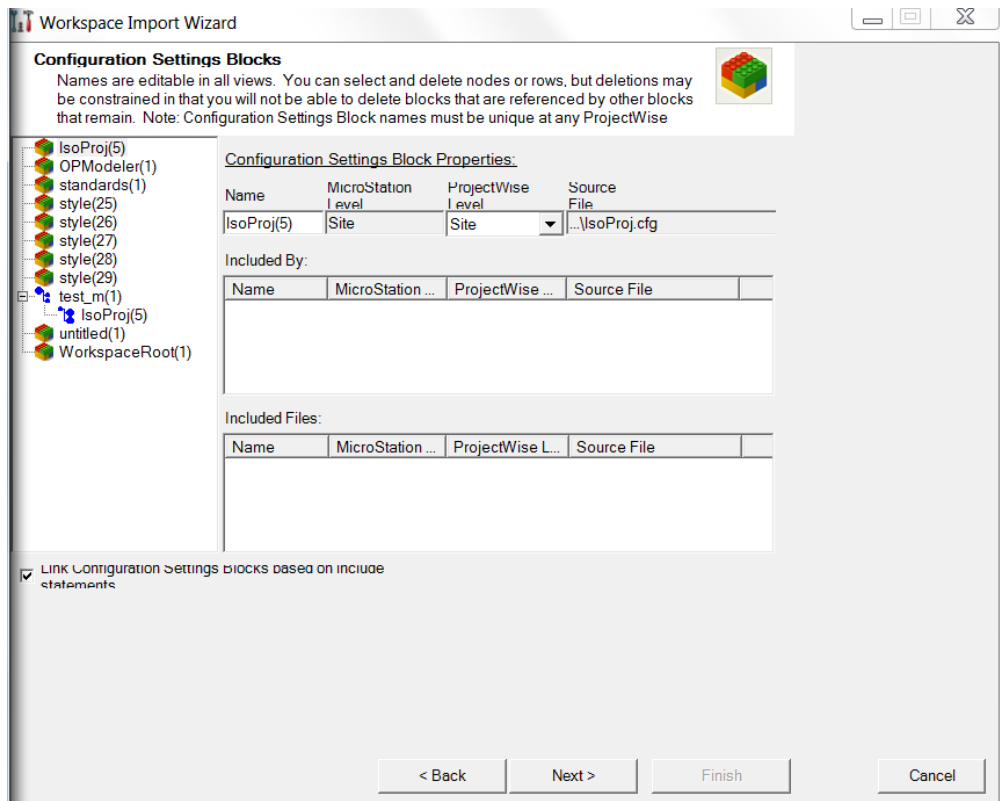 Workspace Import Wizard
Configuration Settings Blocks
Names are editable in all views. You can select and delete nodes or rows, but deletions may
be constrained in that you will not be able to delete blocks that are referenced by other blocks
that remain. Note: Configuration Settings Block names must be unique at any ProjectWise
IsoProj(5)
OPModeler(1)
standards(1)
style(25)
style(26)
style(27)
style(28)
style(29)
test_m(1)
IsoProj(5)
untitled(1)
WorkspaceRoot(1)
Configuration Settings Block Properties:
Name MicroStation Level ProjectWise Level Source File
IsoProj(5) Site Site ...\IsoProj.cfg
Included By:
Name MicroStation ... ProjectWise ... Source File
Included Files:
Name MicroStation ... ProjectWise L... Source File
Link Configuration Settings Blocks based on include
statements
< Back Next > Finish Cancel